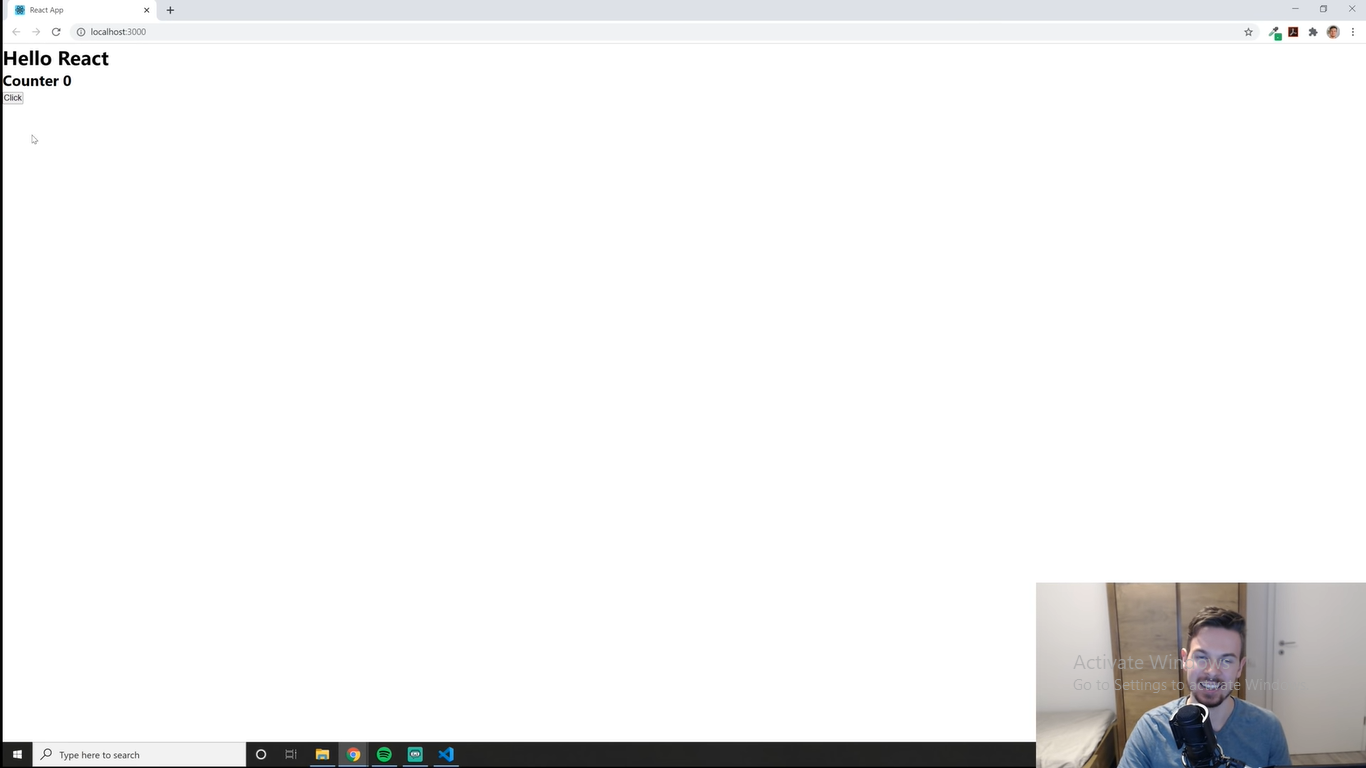 React App
localhost:3000
Hello React
Counter 0
Click
Activate Windows
Go to Settings to activate Windo
Type here to search